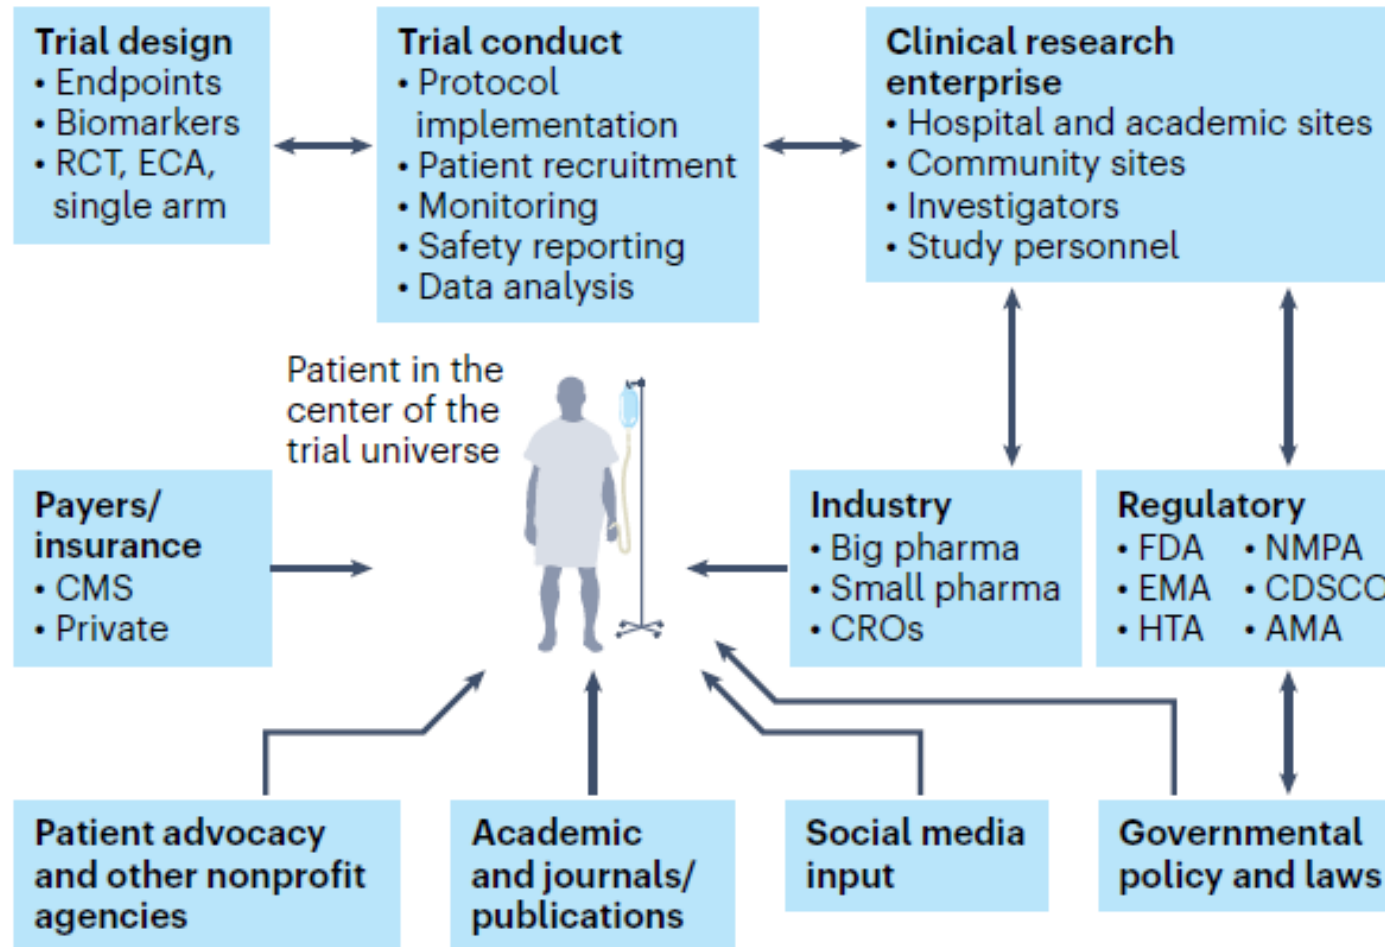 Trial design
• Endpoints
• Biomarkers
• RCT, ECA,
single arm
Trial conduct
• Protocol
implementation
• Patient recruitment
• Monitoring
• Safety reporting
• Data analysis
Clinical research
enterprise
• Hospital and academic sites
• Community sites
• Investigators
• Study personnel
Patient in the
center of the
trial universe
Payers/
insurance
• CMS
• Private
Industry
• Big pharma
• Small pharma
• CROs
Regulatory
• FDA • NMPA
• EMA • CDSCO
• HTA • AMA
Patient advocacy
and other nonprofit
agencies
Academic
and journals/
publications
Social media
input
Governmental
policy and laws